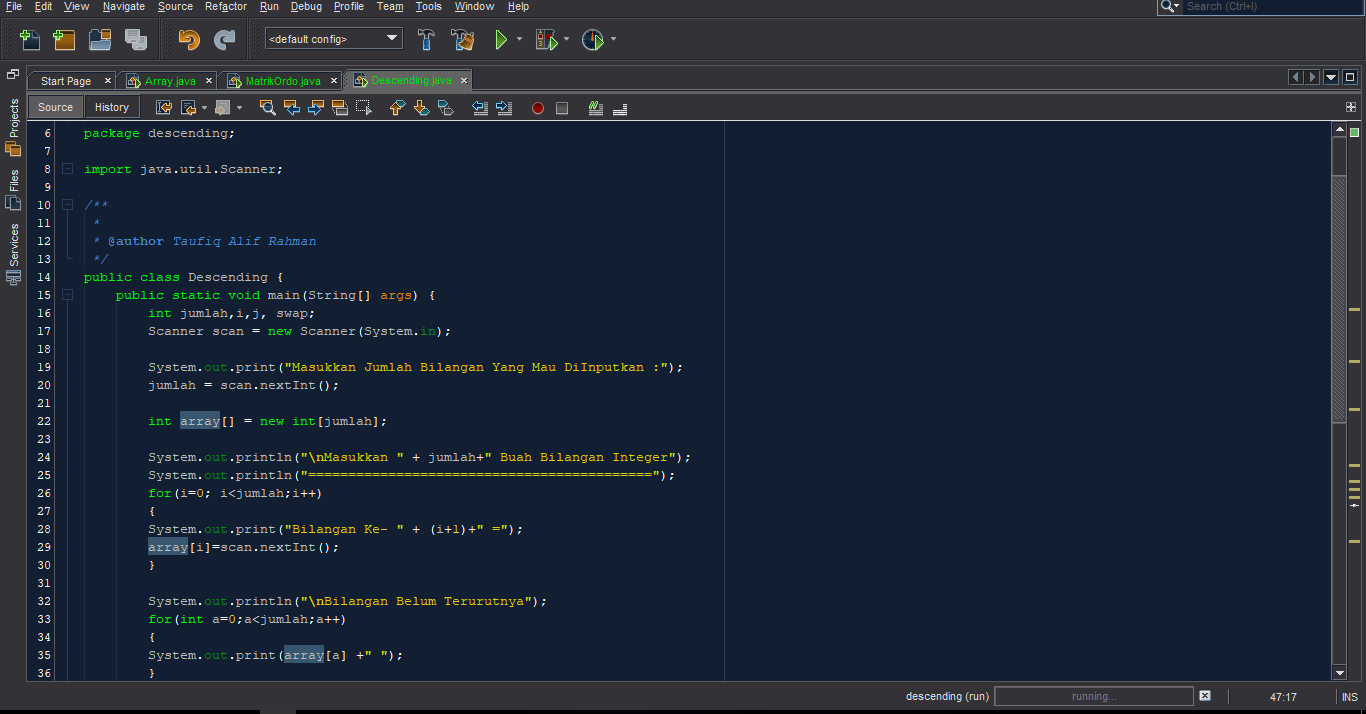 File Edit View Navigate Source Refactor Run Debug Profile Team Tools Window Help
Search (Ctrl+I)
<default config>
Start Page Array.java MatrikOrdo.java Descending.java
Source History
Projects
Files
Services
6 package descending;
7
8 import java.util.Scanner;
9
10 /**
11 *
12 * @author Taufiq Alif Rahman
13 */
14 public class Descending {
15 public static void main(String[] args) {
16 int jumlah,i,j, swap;
17 Scanner scan = new Scanner(System.in);
18
19 System.out.print("Masukkan Jumlah Bilangan Yang Mau DiInputkan :");
20 jumlah = scan.nextInt();
21
22 int array[] = new int[jumlah];
23
24 System.out.println("\nMasukkan " + jumlah+" Buah Bilangan Integer");
25 System.out.println("===========================================");
26 for(i=0; i<jumlah;i++)
27 {
28 System.out.print("Bilangan Ke- " + (i+1)+" =");
29 array[i]=scan.nextInt();
30 }
31
32 System.out.println("\nBilangan Belum Terurutnya");
33 for(int a=0;a<jumlah;a++)
34 {
35 System.out.print(array[a] +" ");
36 }
descending (run) running... 47:17 INS